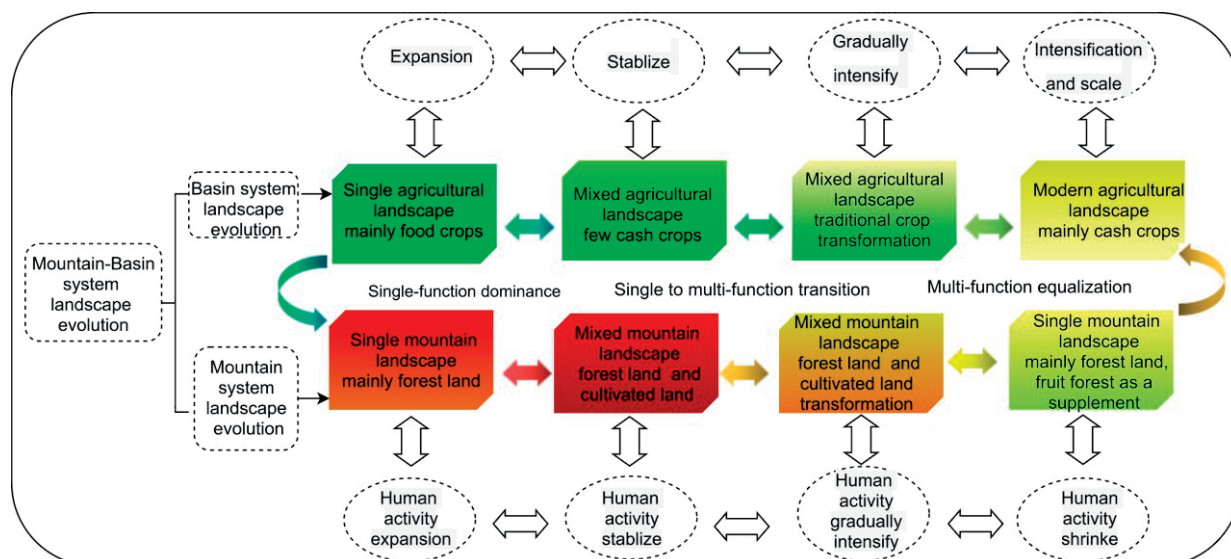 Expansion
Stablize
Gradually
intensify
Intensification
and scale
Basin system
landscape
evolution
Single agricultural
landscape
mainly food crops
Mixed agricultural
landscape
few cash crops
Mixed agricultural
landscape
traditional crop
transformation
Modern agricultural
landscape
mainly cash crops
Mountain-Basin
system
landscape
evolution
Single-function dominance
Single to multi-function transition
Multi-function equalization
Mountain
system
landscape
evolution
Single mountain
landscape
mainly forest land
Mixed mountain
landscape
forest land and
cultivated land
Mixed mountain
landscape
forest land and
cultivated land
transformation
Single mountain
landscape
mainly forest land,
fruit forest as a
supplement
Human
activity
expansion
Human
activity
stablize
Human
activity
gradually
intensify
Human
activity
shrinke